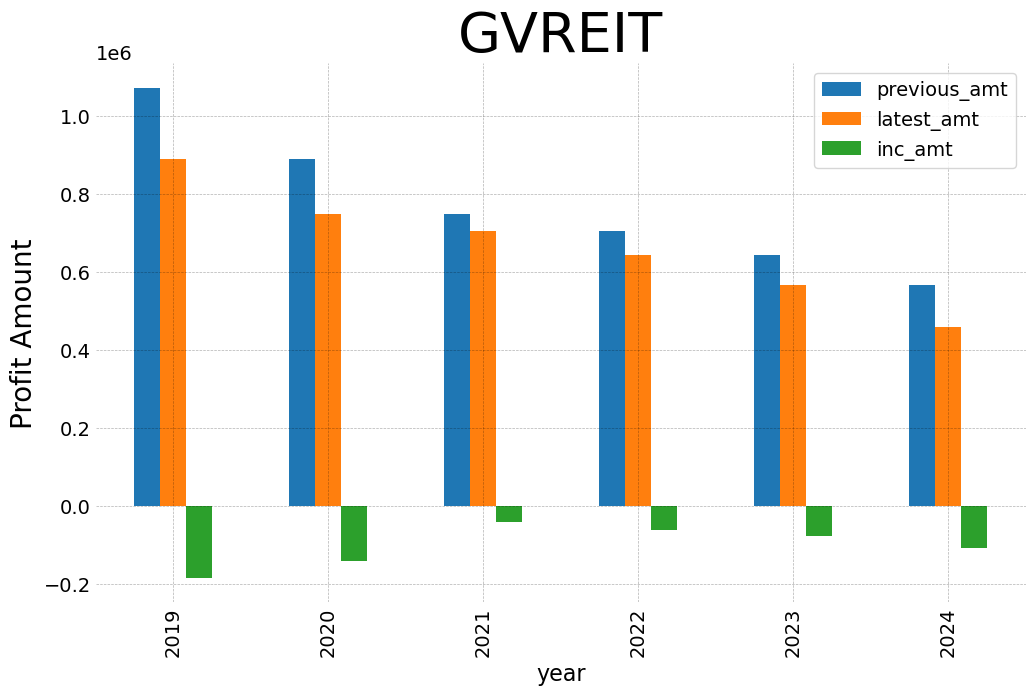 GVREIT
1e6
previous_amt
latest_amt
inc_amt
1.0
0.8
0.6
0.4
0.2
0.0
−0.2
Profit Amount
2019
2020
2021
2022
2023
2024
year